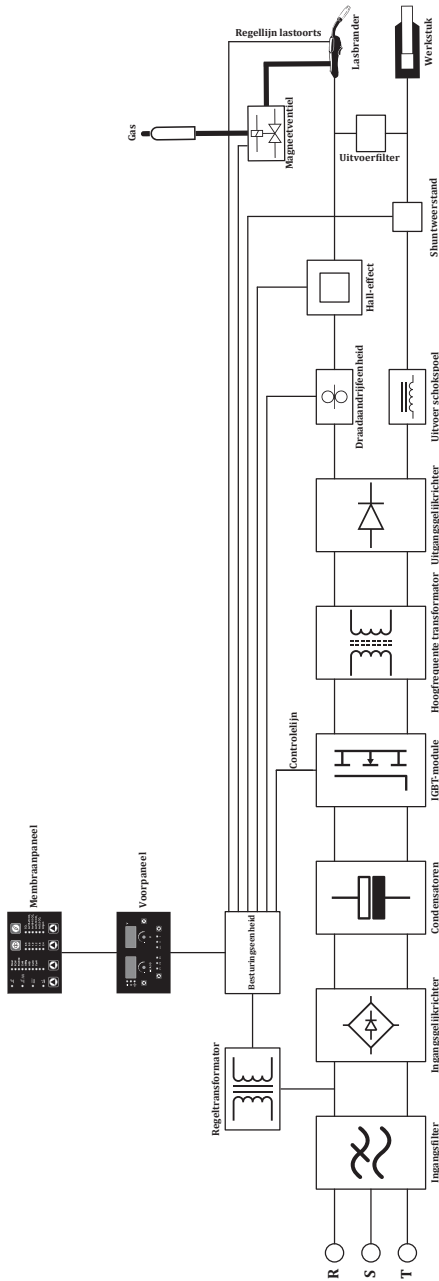 Regellijn lastoorts
Lasbrander
Werkstuk
Gas
Magneetventiel
Uitvoerfilter
Shuntweerstand
Hall-effect
Draadaandrijfeenheid
Uitvoer schokspoel
Uitgangsgelijkrichter
Hoogfrequente transformator
Controlelijn
IGBT-module
Membraanpaneel
Voorpaneel
Besturingseenheid
Condensatoren
Regeltransformator
Ingangsgelijkrichter
Ingangsfilter
R
S
T